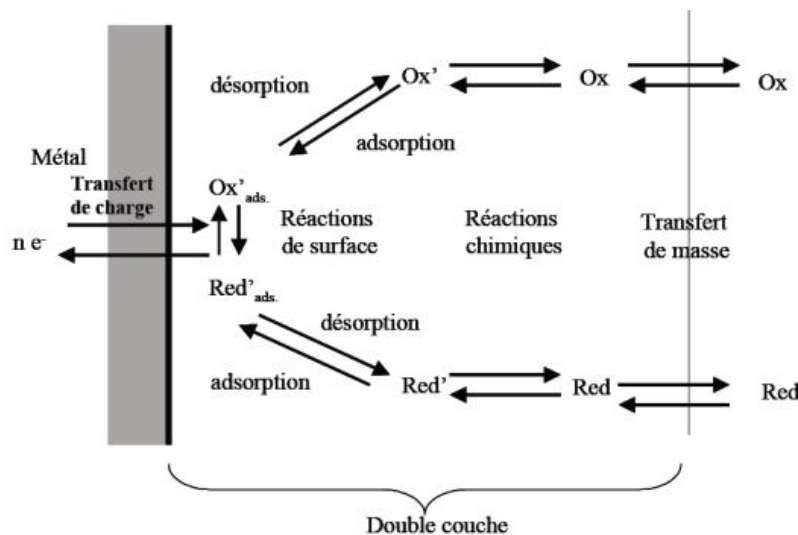 Ox'
Ox
Ox
désorption
adsorption
Métal
Transfert
de charge
n e-
Ox'ads.
Réactions
de surface
Réactions
chimiques
Transfert
de masse
Red'ads.
désorption
adsorption
Red'
Red
Red
Double couche